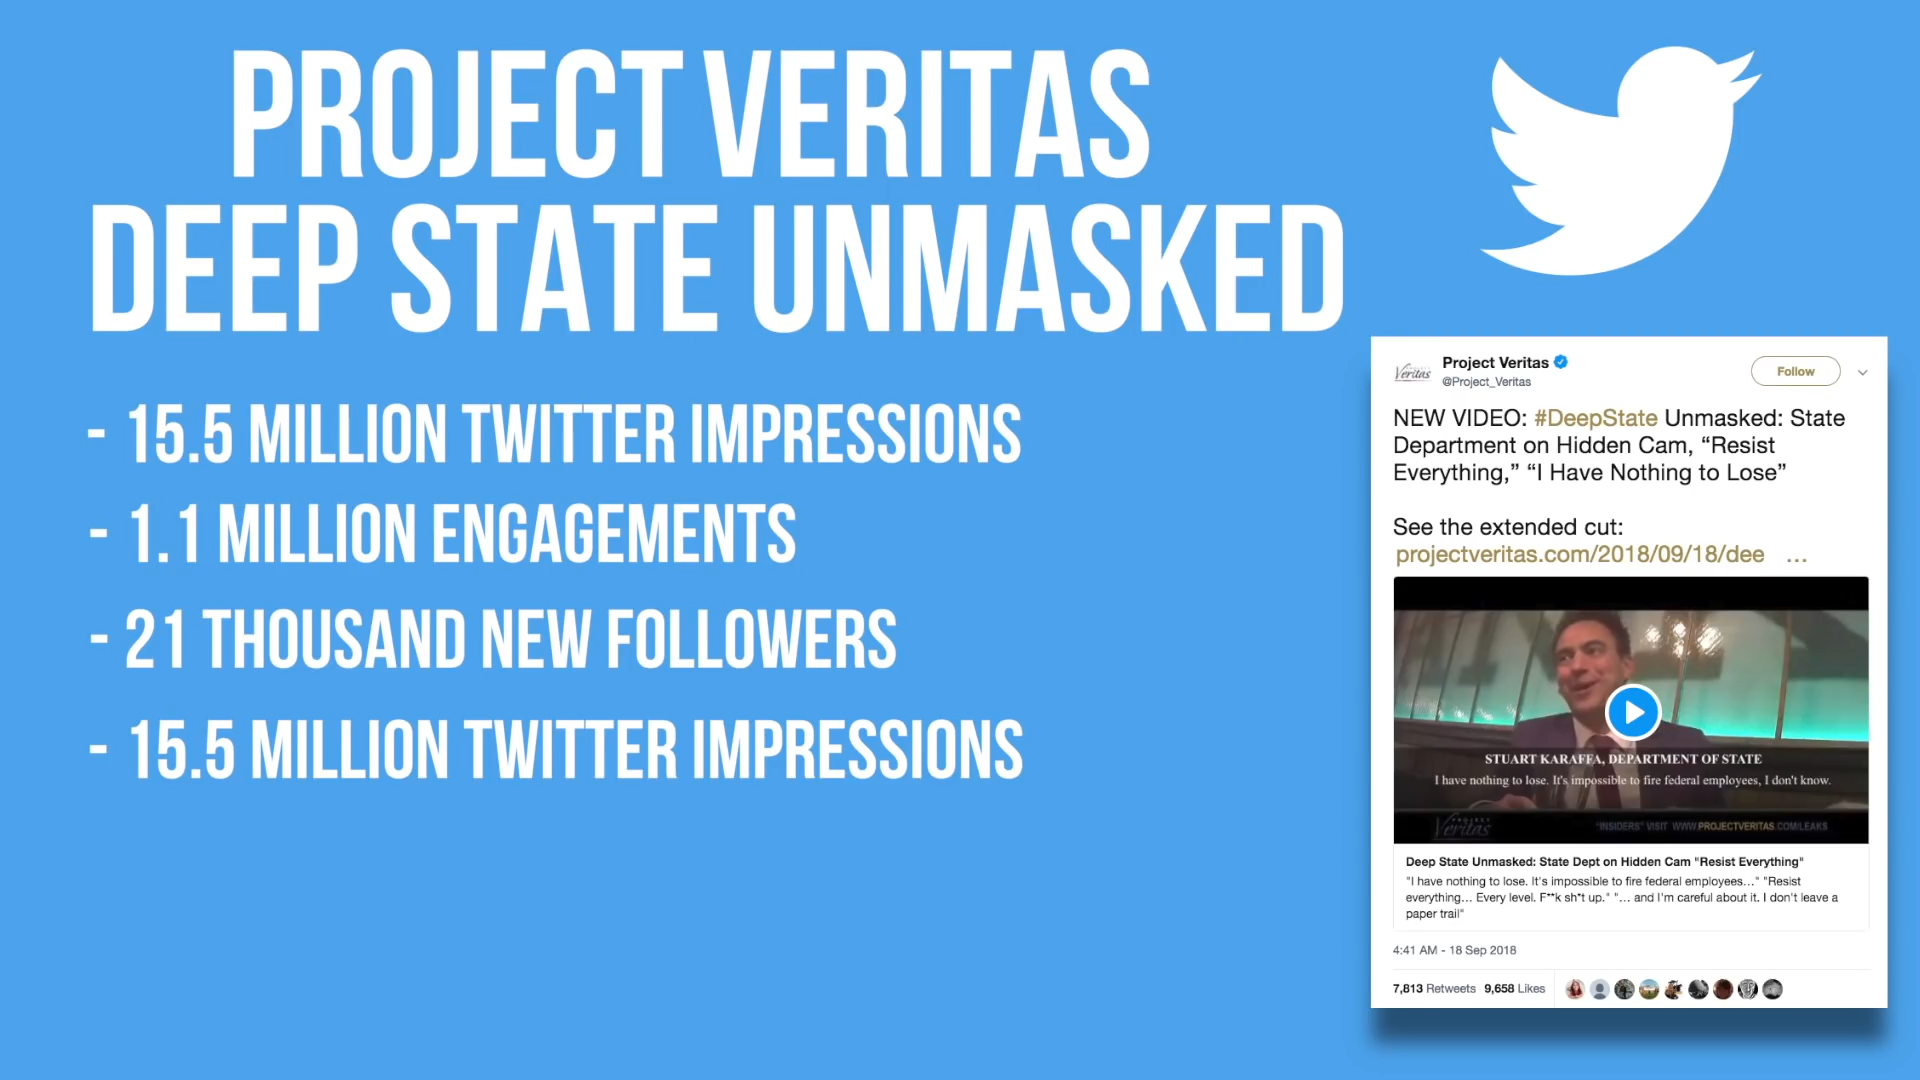 PROJECT VERITAS
DEEP STATE UNMASKED
- 15.5 MILLION TWITTER IMPRESSIONS
- 1.1 MILLION ENGAGEMENTS
- 21 THOUSAND NEW FOLLOWERS
- 15.5 MILLION TWITTER IMPRESSIONS
Veritas
Project Veritas
@Project_Veritas
Follow
NEW VIDEO: #DeepState Unmasked: State
Department on Hidden Cam, “Resist
Everything,” “I Have Nothing to Lose”
See the extended cut:
projectveritas.com/2018/09/18/dee ...
STUART KARAFFA, DEPARTMENT OF STATE
I have nothing to lose. It's impossible to fire federal employees, I don't know.
PROJECT
Veritas
"INSIDERS" VISIT WWW.PROJECTVERITAS.COM/LEAKS
Deep State Unmasked: State Dept on Hidden Cam "Resist Everything"
"I have nothing to lose. It's impossible to fire federal employees..." "Resist
everything... Every level. F**k sh*t up." "... and I'm careful about it. I don't leave a
paper trail"
4:41 AM - 18 Sep 2018
7,813 Retweets 9,658 Likes